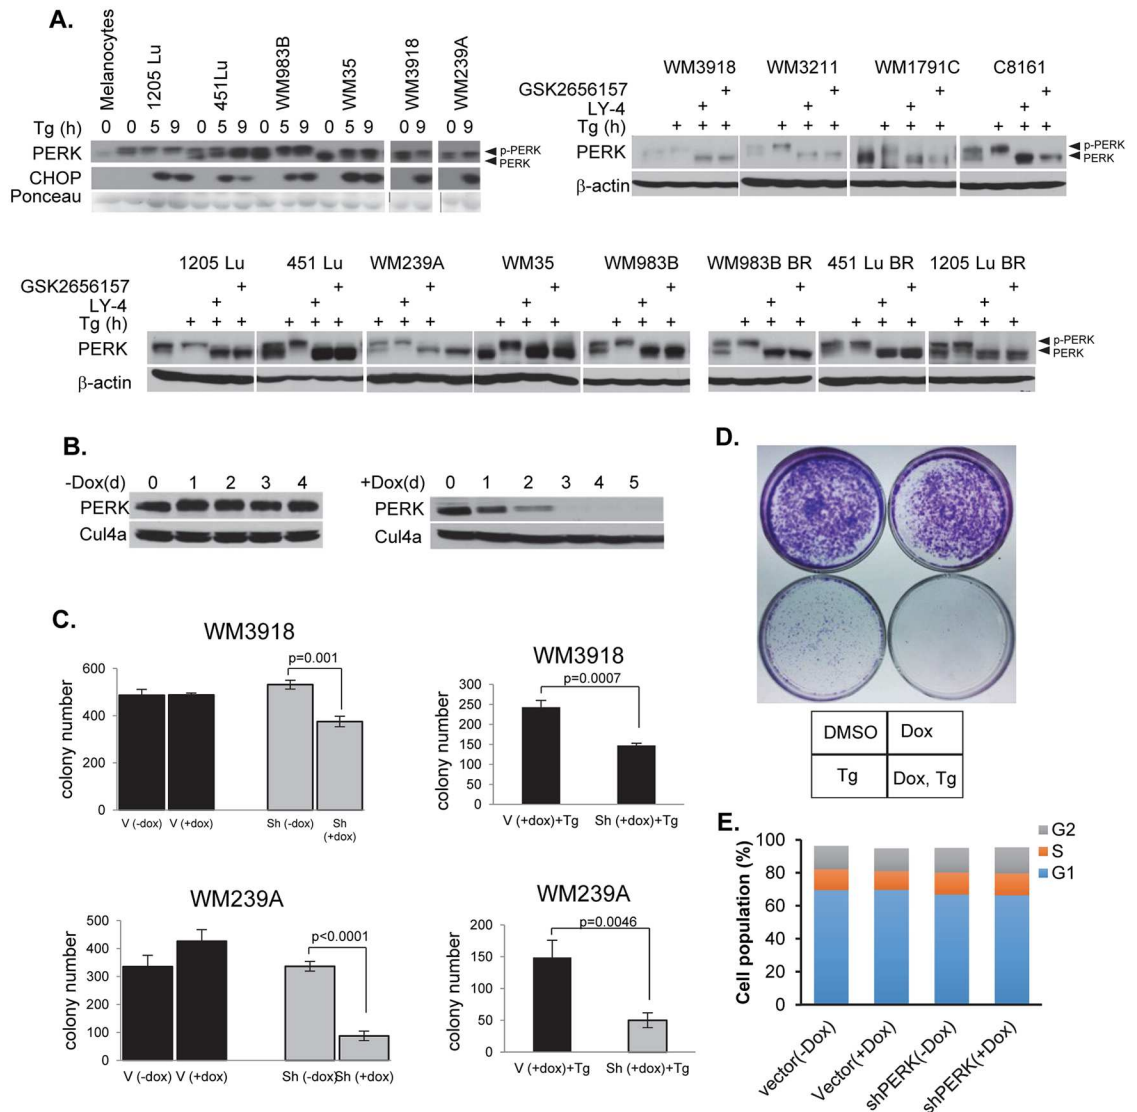 A.
Melanocytes 1205 Lu 451Lu WM983B WM35 WM3918 WM239A
Tg (h) 0 0 5 9 0 5 9 0 5 9 0 5 9 0 9 0 9
PERK p-PERK
PERK
CHOP
Ponceau
WM3918 WM3211 WM1791C C8161
GSK2656157 + + + +
LY-4 + + + +
Tg (h) + + + + + + + + + + + +
PERK p-PERK
PERK
β-actin
1205 Lu 451 Lu WM239A WM35 WM983B WM983B BR 451 Lu BR 1205 Lu BR
GSK2656157 + + + + + + + +
LY-4 + + + + + + + +
Tg (h) + + + + + + + + + + + + + + + + + + + + + + + +
PERK p-PERK
PERK
β-actin
B.
-Dox(d) 0 1 2 3 4
PERK
Cul4a
+Dox(d) 0 1 2 3 4 5
PERK
Cul4a
C.
WM3918
colony number
600
400
200
0
p=0.001
V (-dox) V (+dox) Sh (-dox) Sh
(+dox)
WM3918
colony number
300
250
200
150
100
50
0
p=0.0007
V (+dox)+Tg Sh (+dox)+Tg
WM239A
colony number
500
400
300
200
100
0
p<0.0001
V (-dox) V (+dox) Sh (-dox) Sh (+dox)
WM239A
colony number
200
150
100
50
0
p=0.0046
V (+dox)+Tg Sh (+dox)+Tg
D.
DMSO Dox
Tg Dox, Tg
E.
Cell population (%)
100
80
60
40
20
0
G2
S
G1
vector(-Dox) Vector(+Dox) shPERK(-Dox) shPERK(+Dox)